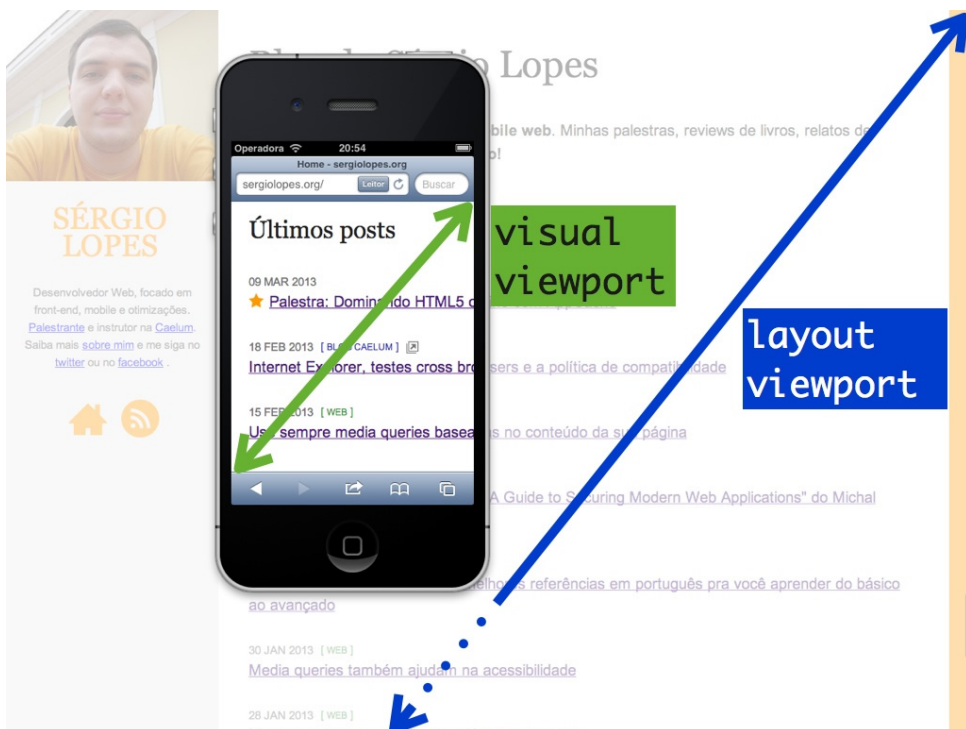 SÉRGIO
LOPES
Desenvolvedor Web, focado em
front-end, mobile e otimizações.
Palestrante e instrutor na Caelum.
Saiba mais sobre mim e me siga no
twitter ou no facebook .
Lopes
bile web. Minhas palestras, reviews de livros, relatos de
o!
Operadora 20:54
Home - sergiolopes.org
sergiolopes.org/ Leitor Buscar
Últimos posts
visual
viewport
layout
viewport
09 MAR 2013
Palestra: Dominando HTML5
18 FEB 2013 [ BLOG CAELUM ]
Internet Explorer, testes cross browsers e a política de compatibilidade
15 FEB 2013 [ WEB ]
Use sempre media queries baseadas no conteúdo da sua página
A Guide to Securing Modern Web Applications" do Michal
melhores referências em português pra você aprender do básico
ao avançado
30 JAN 2013 [ WEB ]
Media queries também ajudam na acessibilidade
28 JAN 2013 [ WEB ]